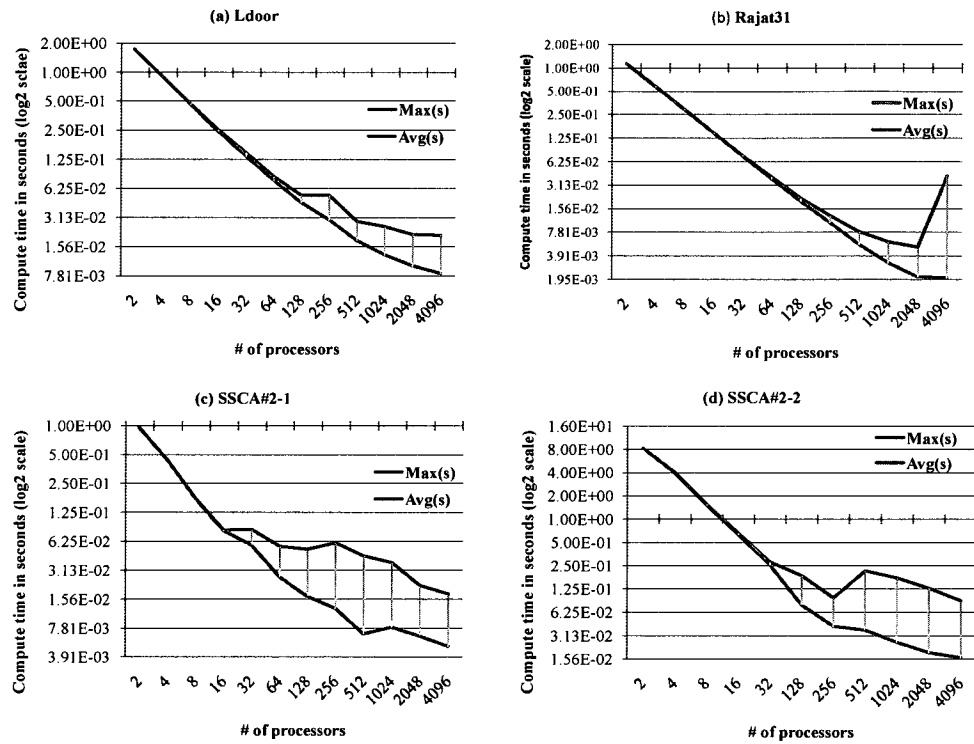 (a) Ldoor
Compute time in seconds (log2 sclae)
2.00E+00
1.00E+00
5.00E-01
2.50E-01
1.25E-01
6.25E-02
3.13E-02
1.56E-02
7.81E-03
Max(s)
Avg(s)
2 4 8 16 32 64 128 256 512 1024 2048 4096
# of processors
(b) Rajat31
Compute time in seconds (log2 scale)
2.00E+00
1.00E+00
5.00E-01
2.50E-01
1.25E-01
6.25E-02
3.13E-02
1.56E-02
7.81E-03
3.91E-03
1.95E-03
Max(s)
Avg(s)
2 4 8 16 32 64 128 256 512 1024 2048 4096
# of processors
(c) SSCA#2-1
Compute time in seconds (log2 scale)
1.00E+00
5.00E-01
2.50E-01
1.25E-01
6.25E-02
3.13E-02
1.56E-02
7.81E-03
3.91E-03
Max(s)
Avg(s)
2 4 8 16 32 64 128 256 512 1024 2048 4096
# of processors
(d) SSCA#2-2
Compute time in seconds (log2 scale)
1.60E+01
8.00E+00
4.00E+00
2.00E+00
1.00E+00
5.00E-01
2.50E-01
1.25E-01
6.25E-02
3.13E-02
1.56E-02
Max(s)
Avg(s)
2 4 8 16 32 128 256 512 1024 2048 4096
# of processors